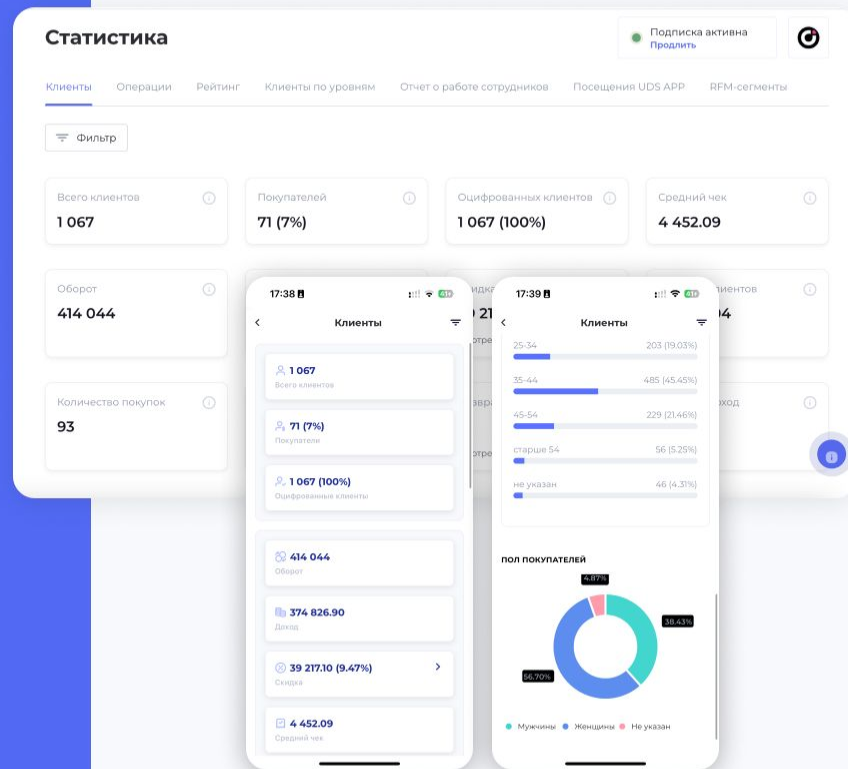 Статистика
Подписка активна
Продлить
Клиенты
Операции
Рейтинг
Клиенты по уровням
Отчет о работе сотрудников
Посещения UDS APP
RFM-сегменты
Фильтр
Всего клиентов
1 067
Покупателей
71 (7%)
Оцифрованных клиентов
1 067 (100%)
Средний чек
4 452.09
Оборот
414 044
Количество покупок
93
17:38
Клиенты
1 067
Всего клиентов
71 (7%)
Покупатели
1 067 (100%)
Оцифрованные клиенты
414 044
Оборот
374 826.90
Доход
39 217.10 (9.47%)
Скидка
4 452.09
Средний чек
17:39
Клиенты
25-34
203 (19.03%)
35-44
485 (45.45%)
45-54
229 (21.46%)
старше 54
56 (5.25%)
не указан
46 (4.31%)
ПОЛ ПОКУПАТЕЛЕЙ
4.87%
38.43%
56.70%
Мужчины
Женщины
Не указан